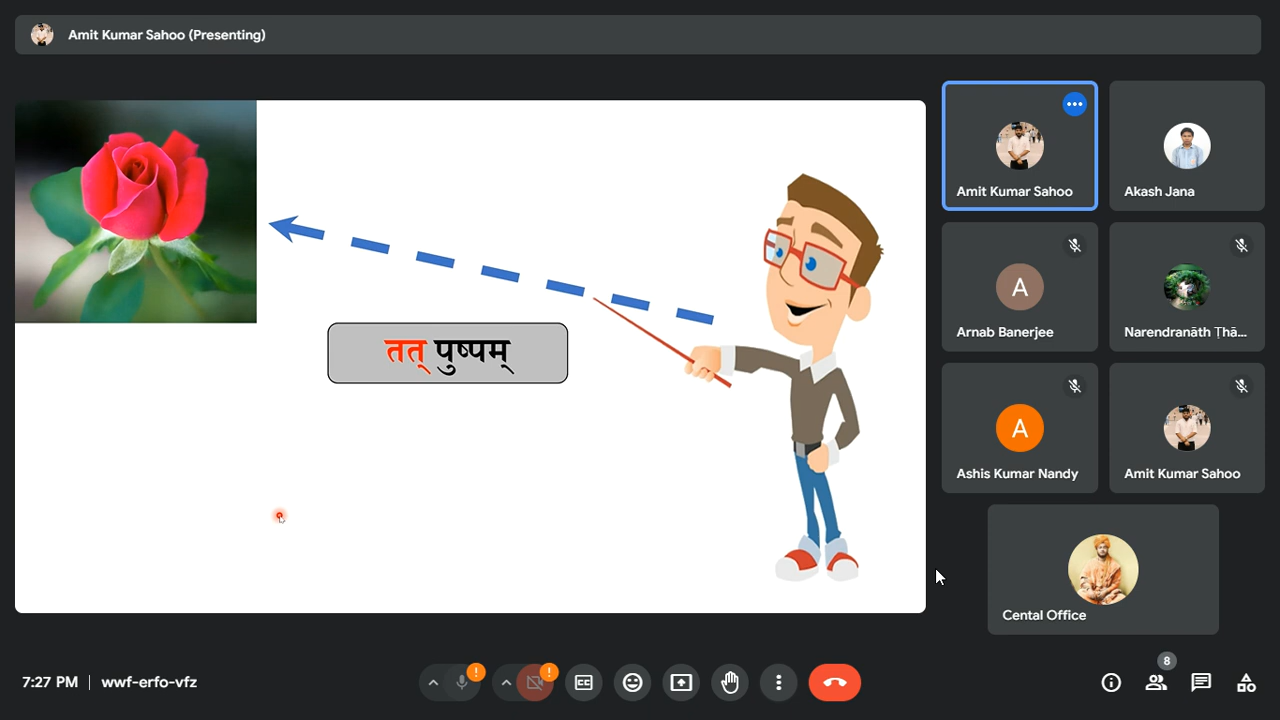 Amit Kumar Sahoo (Presenting)
तत् पुष्पम्
Amit Kumar Sahoo
Akash Jana
A
Arnab Banerjee
Narendranāth Ṭhā...
A
Ashis Kumar Nandy
Amit Kumar Sahoo
Cental Office
7:27 PM | wwf-erfo-vfz
8